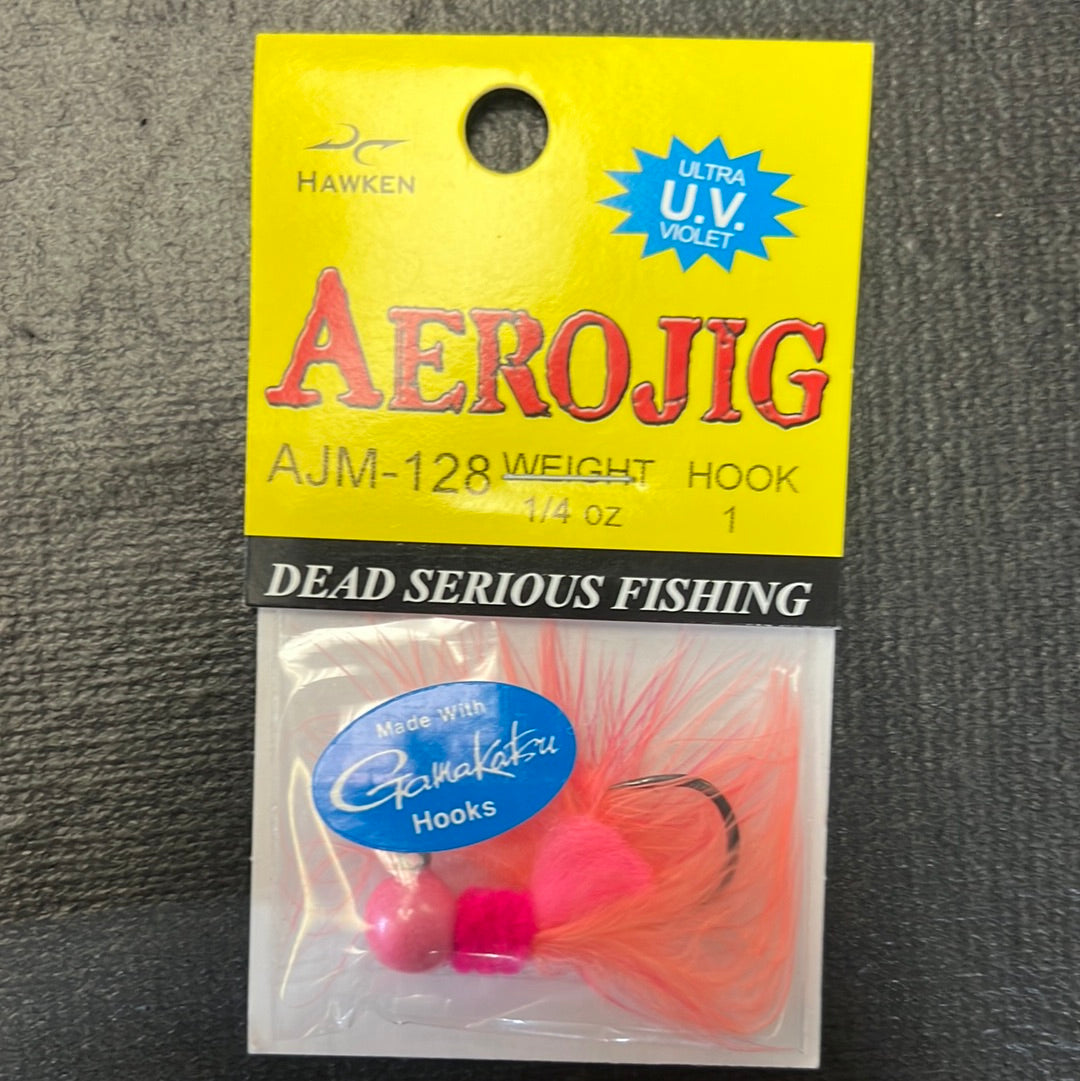 HAWKEN
ULTRA
U.V.
VIOLET
AEROJIG
AJM-128 WEIGHT HOOK
1/4 oz 1
DEAD SERIOUS FISHING
Made With
Gamakatsu
Hooks